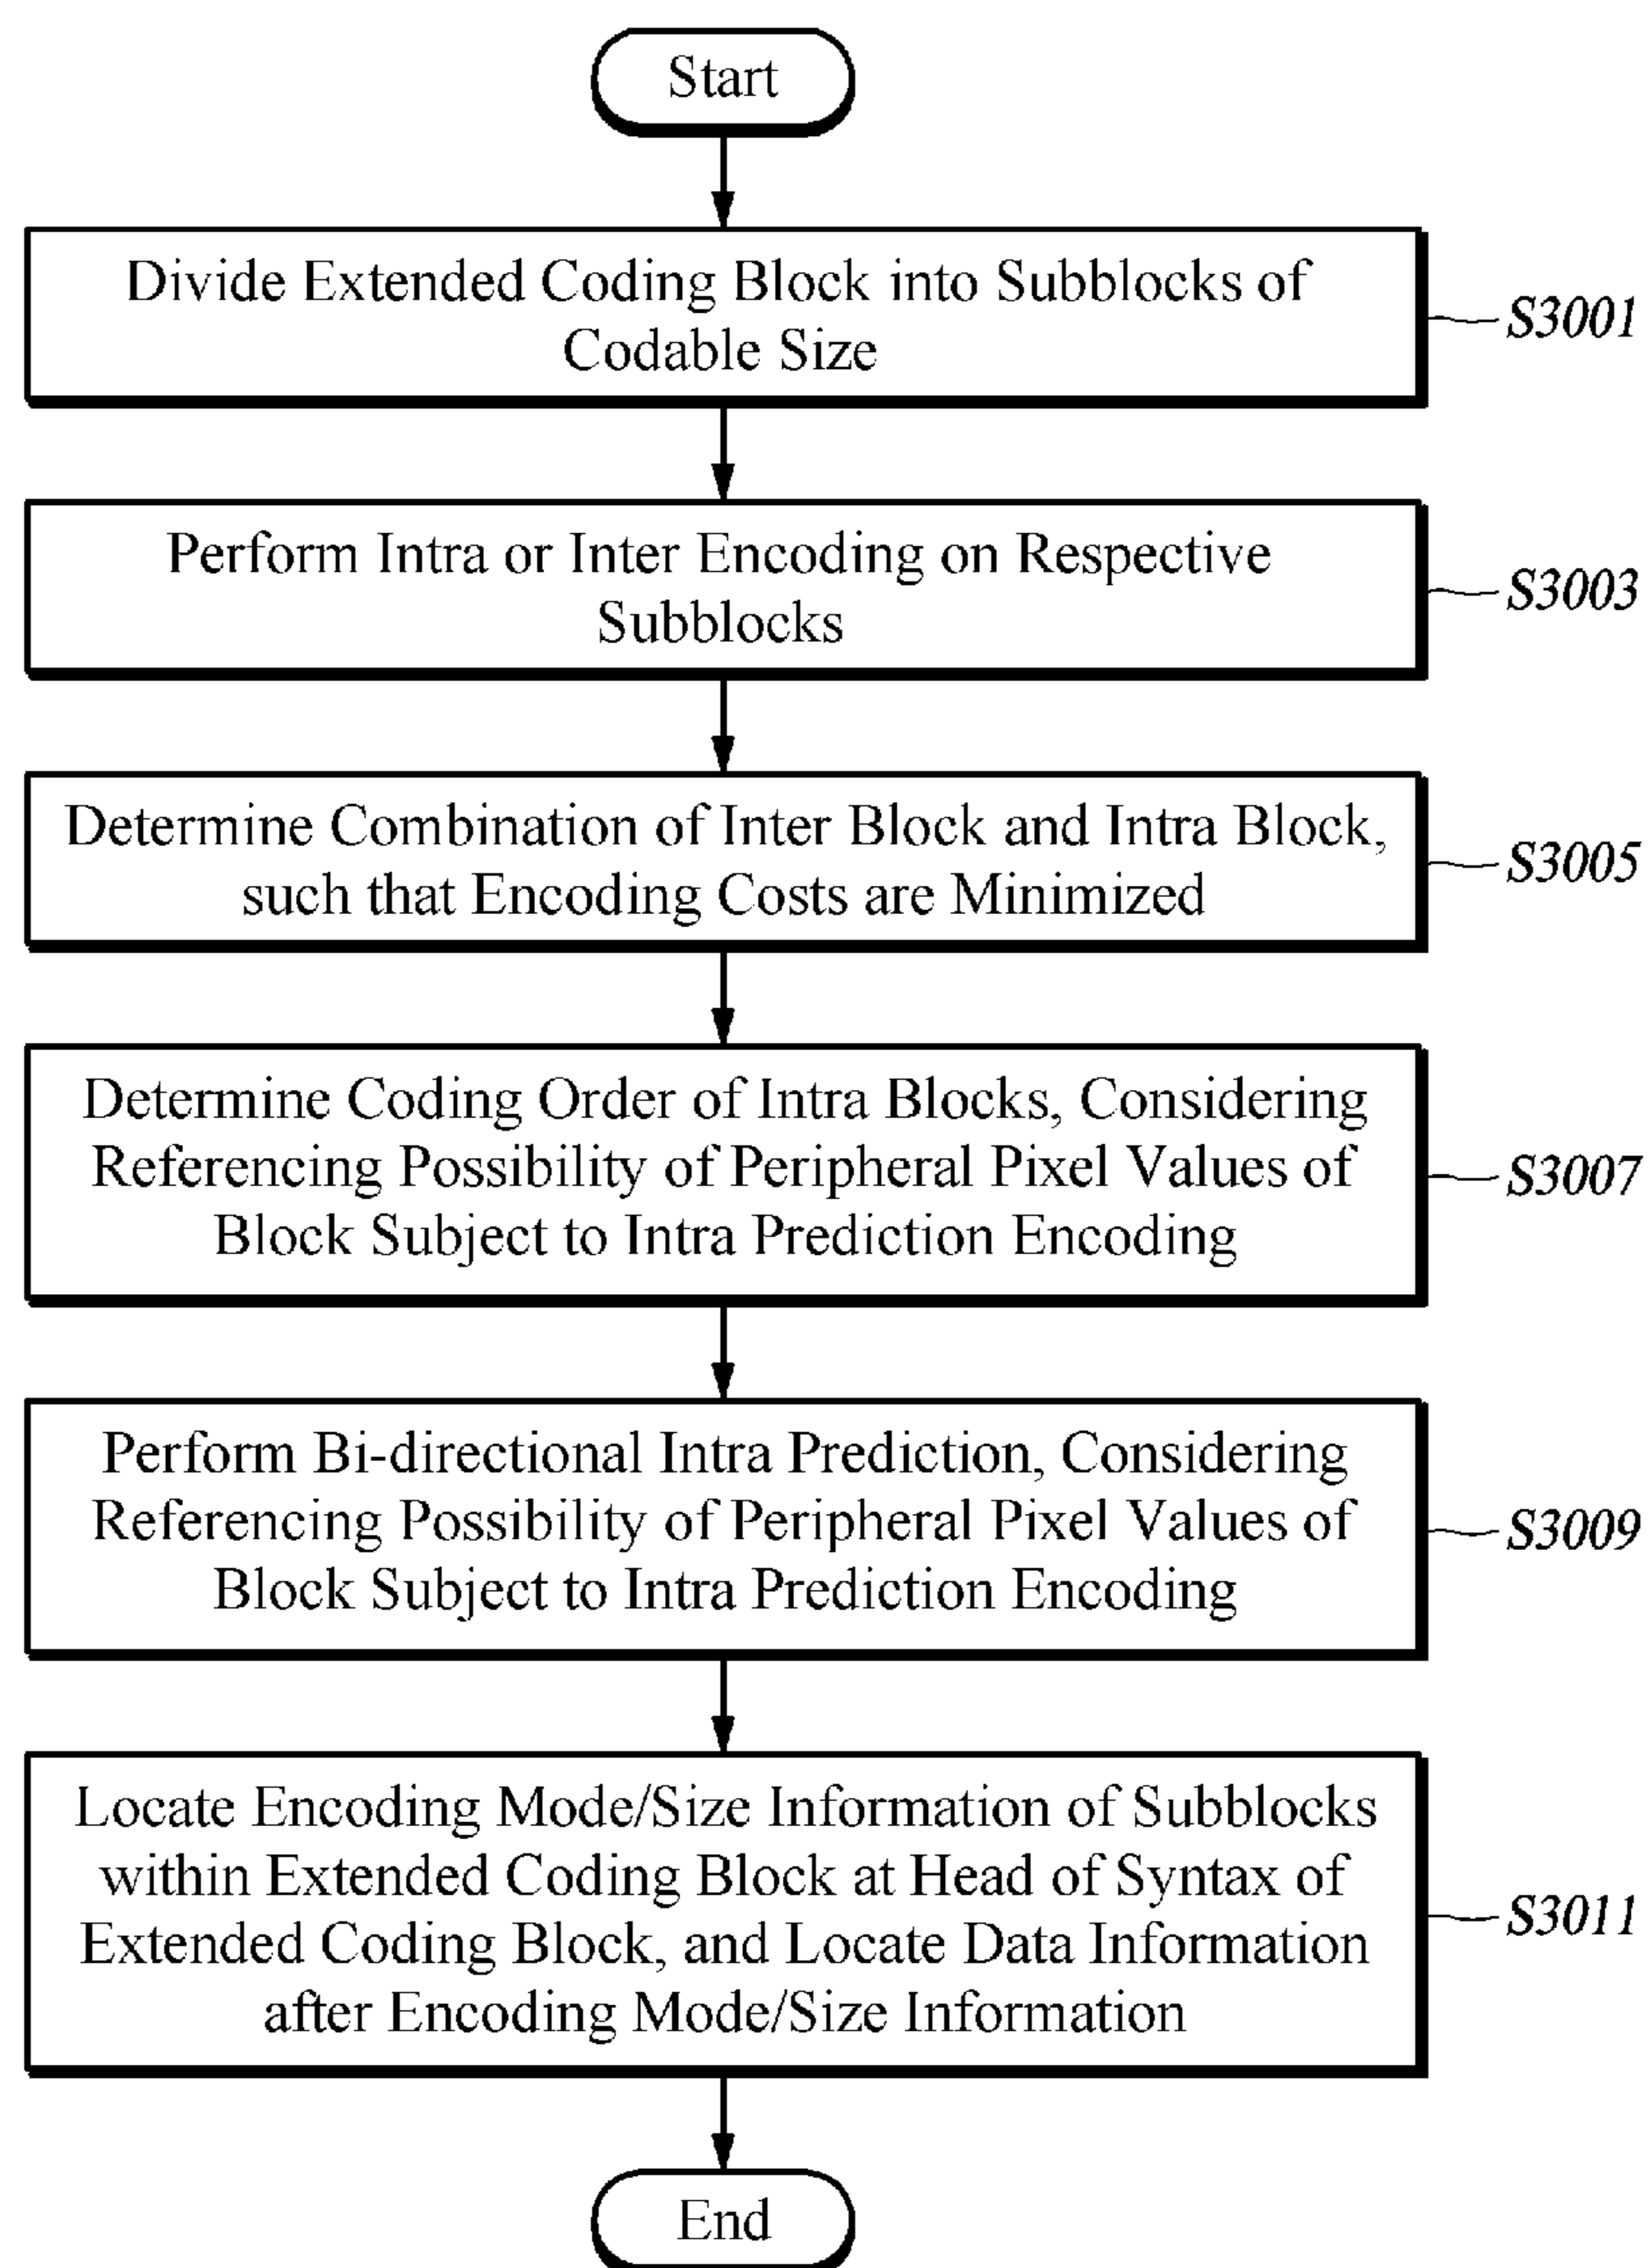 Start
Divide Extended Coding Block into Subblocks of
Codable Size
S3001
Perform Intra or Inter Encoding on Respective
Subblocks
S3003
Determine Combination of Inter Block and Intra Block,
such that Encoding Costs are Minimized
S3005
Determine Coding Order of Intra Blocks, Considering
Referencing Possibility of Peripheral Pixel Values of
Block Subject to Intra Prediction Encoding
S3007
Perform Bi-directional Intra Prediction, Considering
Referencing Possibility of Peripheral Pixel Values of
Block Subject to Intra Prediction Encoding
S3009
Locate Encoding Mode/Size Information of Subblocks
within Extended Coding Block at Head of Syntax of
Extended Coding Block, and Locate Data Information
after Encoding Mode/Size Information
S3011
End